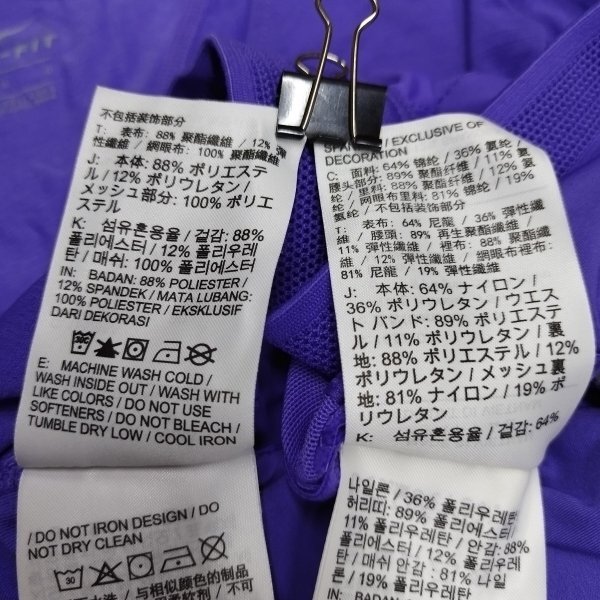 FIT
不包括装饰部分
T: 表布: 88% 聚酯纖維 / 12% 彈
性纖維 / 網眼布: 100% 聚酯纖維
J: 本体: 88% ポリエステ
ル / 12% ポリウレタン /
メッシュ部分: 100% ポリエ
ステル
K: 섬유혼용율 / 겉감: 88%
폴리에스터 / 12% 폴리우레
탄 / 매쉬: 100% 폴리에스터
IN: BADAN: 88% POLIESTER /
12% SPANDEK / MATA LUBANG:
100% POLIESTER / EKSKLUSIF
DARI DEKORASI
E: MACHINE WASH COLD /
WASH INSIDE OUT / WASH WITH
LIKE COLORS / DO NOT USE
SOFTENERS / DO NOT BLEACH /
TUMBLE DRY LOW / COOL IRON
/ DO NOT IRON DESIGN / DO
NOT DRY CLEAN
30
/ 与相似颜色的制品
/ 不可
EXCLUSIVE OF
DECORATION
C: 面料: 64% 锦纶 / 36% 氨纶 /
腰头部分: 89% 聚酯纤维 / 11% 氨
纶 / 里料: 88% 聚酯纤维 / 12% 氨
纶 / 网眼布里料: 81% 锦纶 / 19%
氨纶 / 不包括装饰部分
T: 表布: 64% 尼龍 / 36% 彈性纖
維 / 腰頭: 89% 再生聚酯纖維 /
11% 彈性纖維 / 裡布: 88% 聚酯纖
維 / 12% 彈性纖維 / 網眼布裡布:
81% 尼龍 / 19% 彈性纖維
J: 本体: 64% ナイロン /
36% ポリウレタン / ウエス
ト バンド: 89% ポリエステル
/ 11% ポリウレタン / 裏
地: 88% ポリエステル / 12%
ポリウレタン / メッシュ裏
地: 81% ナイロン / 19% ポ
リウレタン
K: 섬유혼용율 / 겉감: 64%
나일론 / 36% 폴리우레탄 /
허리띠: 89% 폴리에스터 /
11% 폴리우레탄 / 안감: 88%
폴리에스터 / 12% 폴리우레
탄 / 매쉬 안감: 81% 나일
론 / 19% 폴리우레탄